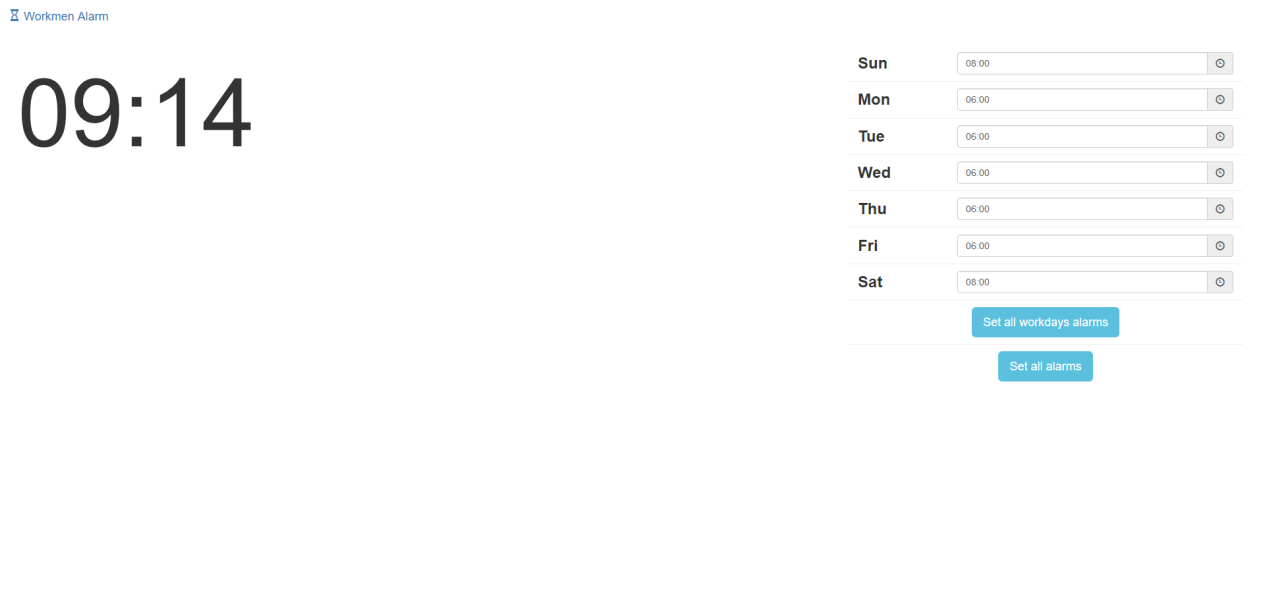 Workmen Alarm
09:14
Sun 08:00
Mon 06:00
Tue 06:00
Wed 06:00
Thu 06:00
Fri 06:00
Sat 08:00
Set all workdays alarms
Set all alarms